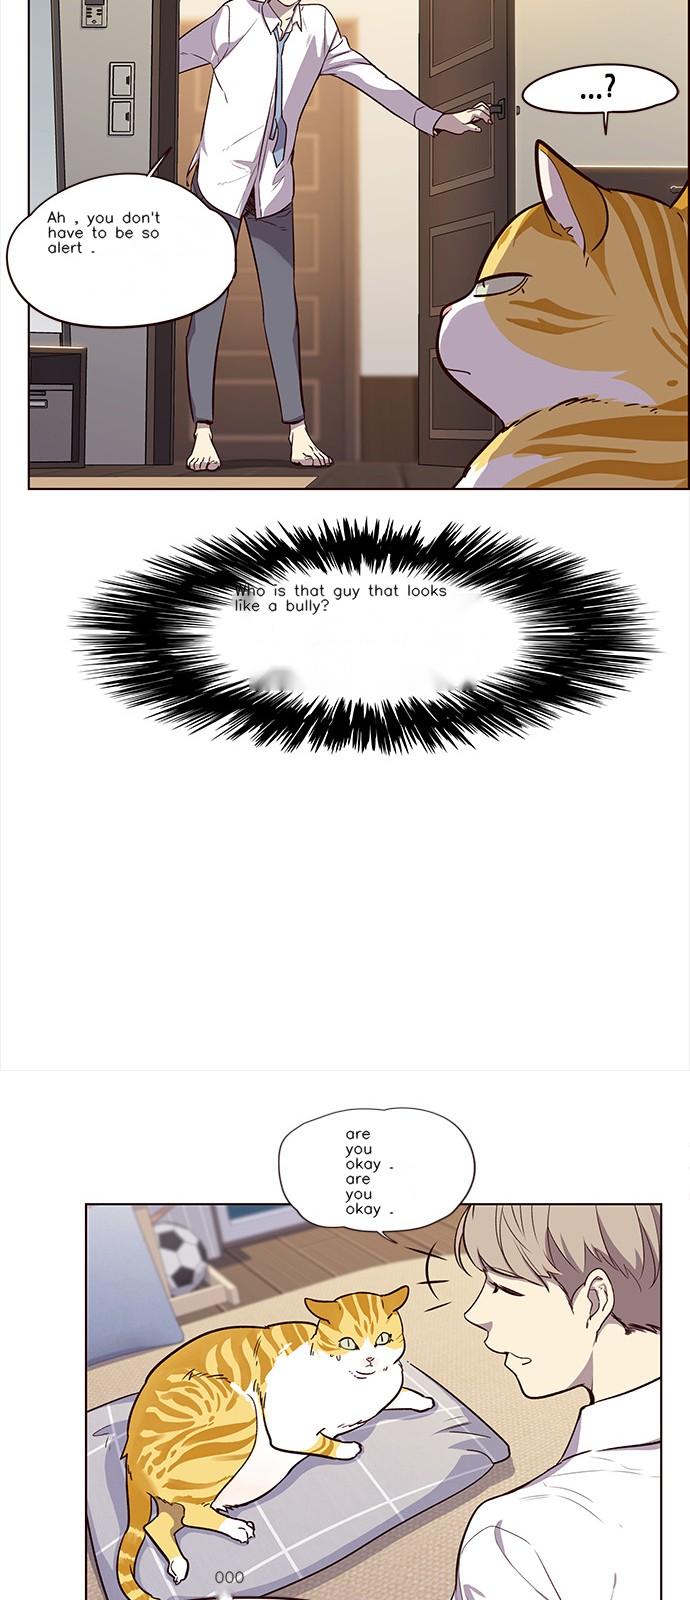 ...?
Ah , you don't
have to be so
alert .
Who is that guy that looks
like a bully?
are
you
okay .
are
you
okay .
000